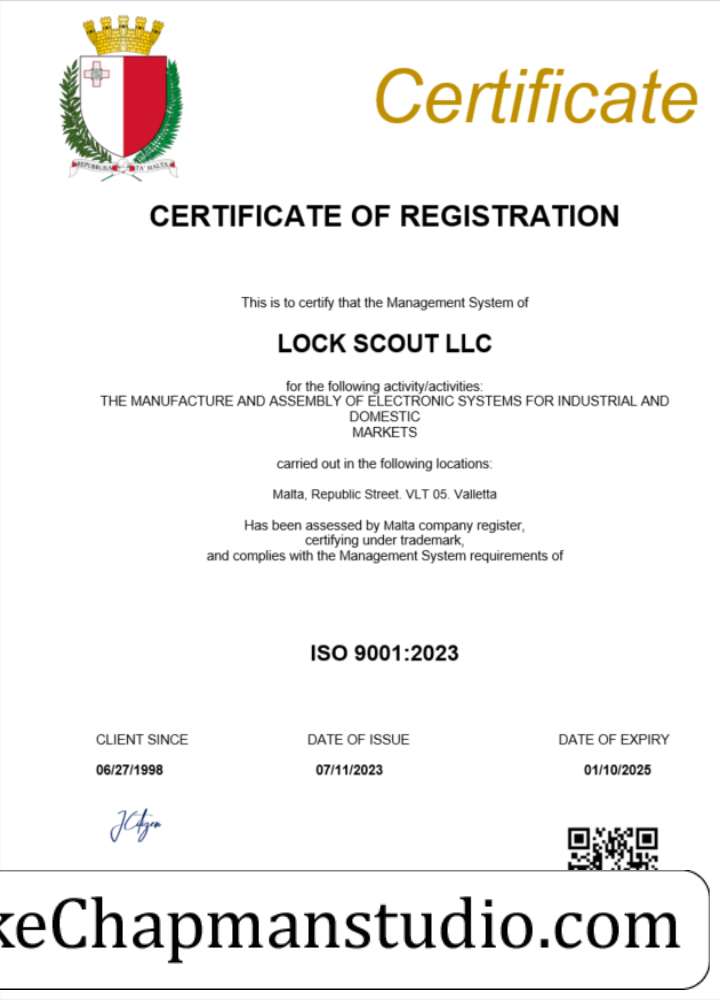 REPUBBLIKA TA' MALTA
Certificate
CERTIFICATE OF REGISTRATION
This is to certify that the Management System of
LOCK SCOUT LLC
for the following activity/activities:
THE MANUFACTURE AND ASSEMBLY OF ELECTRONIC SYSTEMS FOR INDUSTRIAL AND
DOMESTIC
MARKETS
carried out in the following locations:
Malta, Republic Street. VLT 05. Valletta
Has been assessed by Malta company register,
certifying under trademark,
and complies with the Management System requirements of
ISO 9001:2023
CLIENT SINCE DATE OF ISSUE DATE OF EXPIRY
06/27/1998 07/11/2023 01/10/2025
JCitizen
keChapmanstudio.com